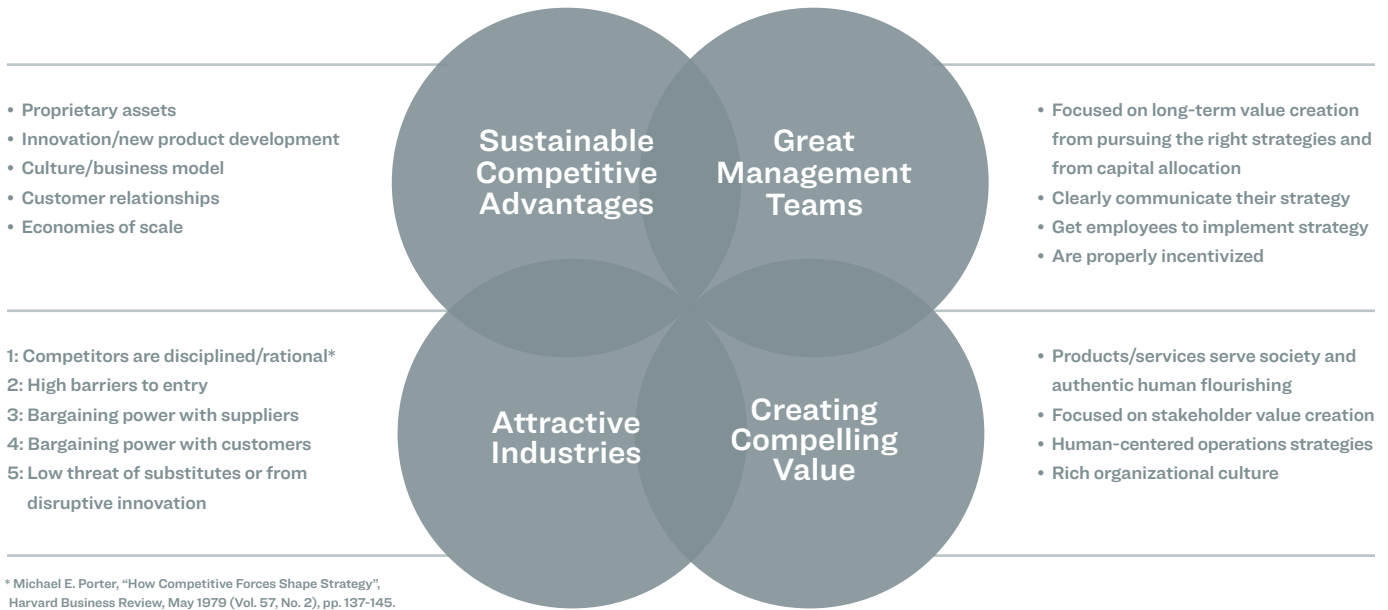 Sustainable
Competitive
Advantages
• Proprietary assets
• Innovation/new product development
• Culture/business model
• Customer relationships
• Economies of scale
Great
Management
Teams
• Focused on long-term value creation
from pursuing the right strategies and
from capital allocation
• Clearly communicate their strategy
• Get employees to implement strategy
• Are properly incentivized
Attractive
Industries
1: Competitors are disciplined/rational*
2: High barriers to entry
3: Bargaining power with suppliers
4: Bargaining power with customers
5: Low threat of substitutes or from
disruptive innovation
Creating
Compelling
Value
• Products/services serve society and
authentic human flourishing
• Focused on stakeholder value creation
• Human-centered operations strategies
• Rich organizational culture
* Michael E. Porter, “How Competitive Forces Shape Strategy”,
Harvard Business Review, May 1979 (Vol. 57, No. 2), pp. 137-145.